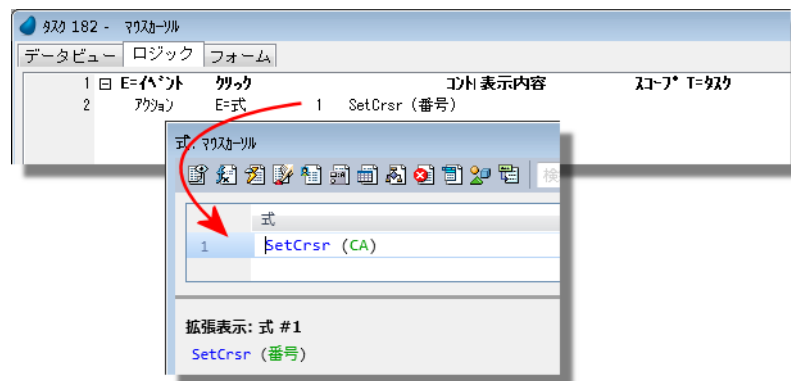 タスク 182 - マウスカーソル
データビュー ロジック フォーム
1 E=イベント クリック コントロール 表示内容 スコープ T=タスク
2 アクション E=式 1 SetCrsr (番号)
式: マウスカーソル
検
式
1 SetCrsr (CA)
拡張表示: 式 #1
SetCrsr (番号)